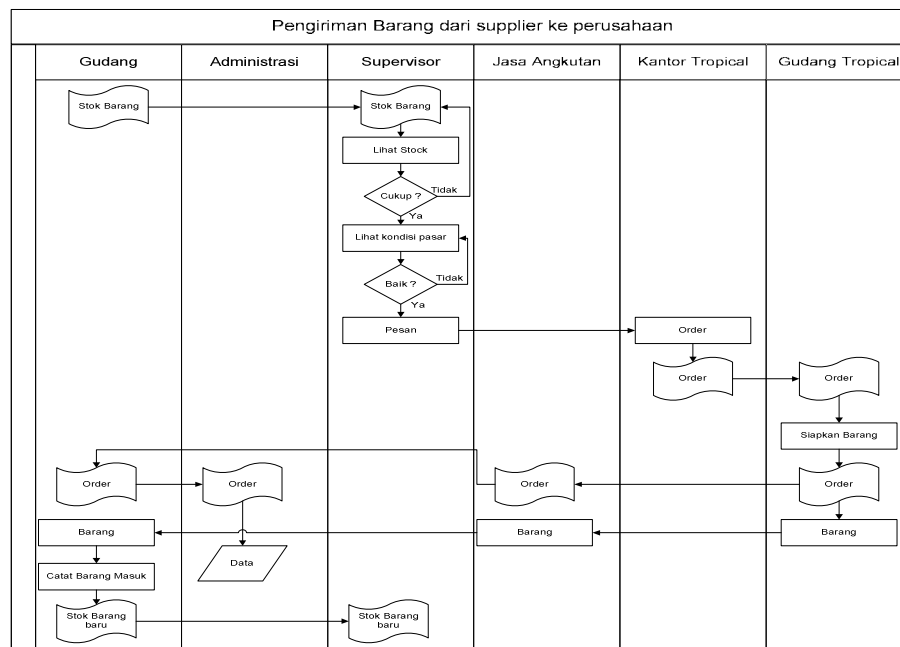 Pengiriman Barang dari supplier ke perusahaan
Gudang
Administrasi
Supervisor
Jasa Angkutan
Kantor Tropical
Gudang Tropical
Stok Barang
Stok Barang
Lihat Stock
Cukup ?
Tidak
Ya
Lihat kondisi pasar
Baik ?
Tidak
Ya
Pesan
Order
Order
Order
Siapkan Barang
Order
Order
Order
Order
Barang
Barang
Barang
Data
Catat Barang Masuk
Stok Barang
baru
Stok Barang
baru